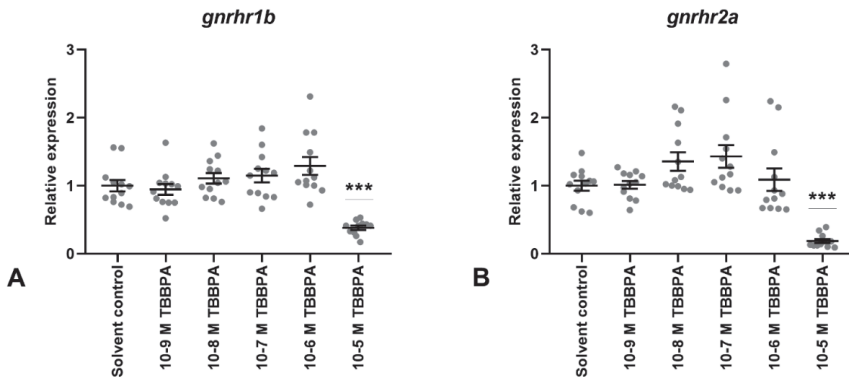 gnrhr1b
Relative expression
3
2
1
0
***
Solvent control
10-9 M TBBPA
10-8 M TBBPA
10-7 M TBBPA
10-6 M TBBPA
10-5 M TBBPA
A
gnrhr2a
Relative expression
3
2
1
0
***
Solvent control
10-9 M TBBPA
10-8 M TBBPA
10-7 M TBBPA
10-6 M TBBPA
10-5 M TBBPA
B